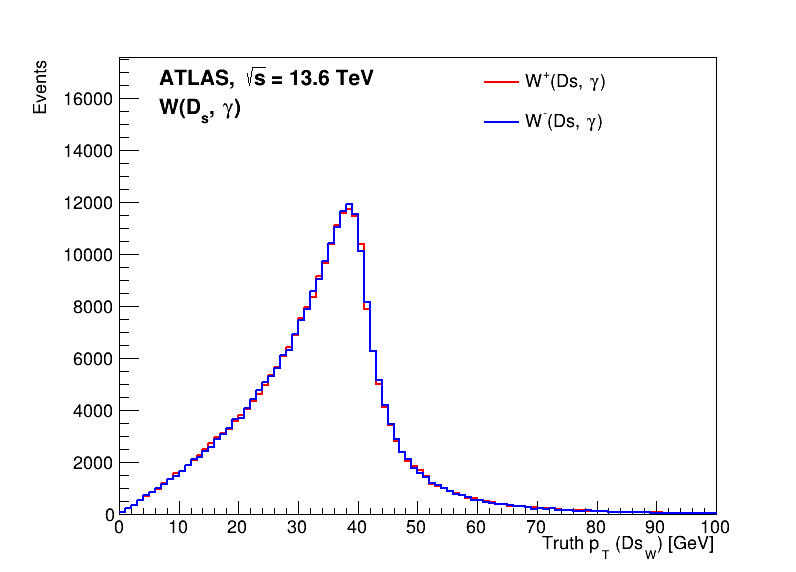 ATLAS, √s = 13.6 TeV
W(Ds, γ)
W+(Ds, γ)
W-(Ds, γ)
Events
16000
14000
12000
10000
8000
6000
4000
2000
0
0 10 20 30 40 50 60 70 80 90 100
Truth pT (DsW) [GeV]